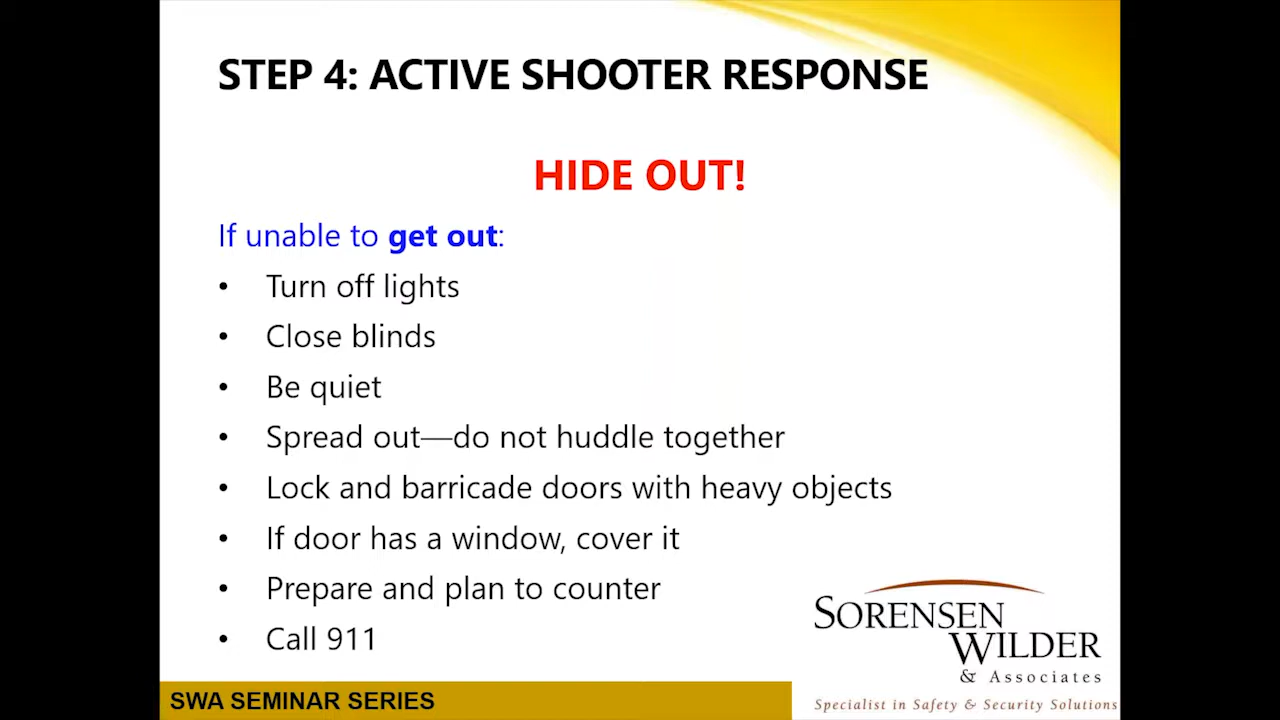 STEP 4: ACTIVE SHOOTER RESPONSE
HIDE OUT!
If unable to get out:
• Turn off lights
• Close blinds
• Be quiet
• Spread out—do not huddle together
• Lock and barricade doors with heavy objects
• If door has a window, cover it
• Prepare and plan to counter
• Call 911
SORENSEN
WILDER
& Associates
Specialist in Safety & Security Solutions
SWA SEMINAR SERIES